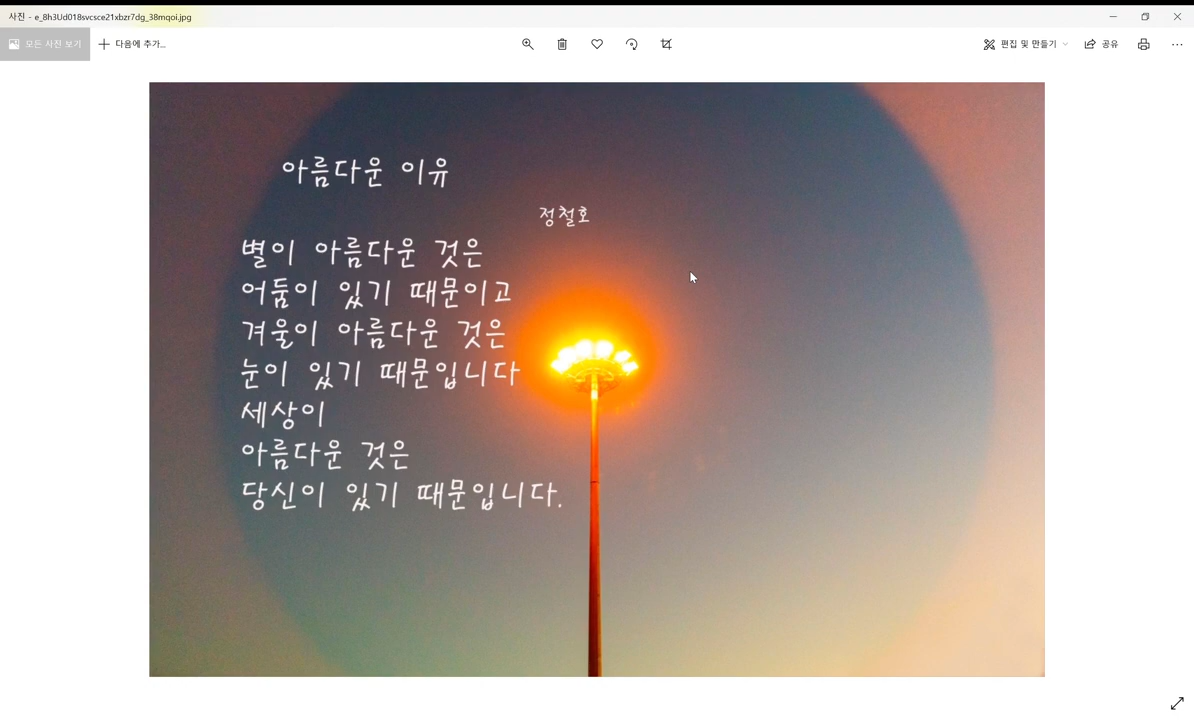 사진 - e_8h3Ud018svcsce21xbzr7dg_38mqoi.jpg
모든 사진 보기
다음에 추가...
편집 및 만들기
공유
아름다운 이유
정철호
별이 아름다운 것은
어둠이 있기 때문이고
겨울이 아름다운 것은
눈이 있기 때문입니다
세상이
아름다운 것은
당신이 있기 때문입니다.